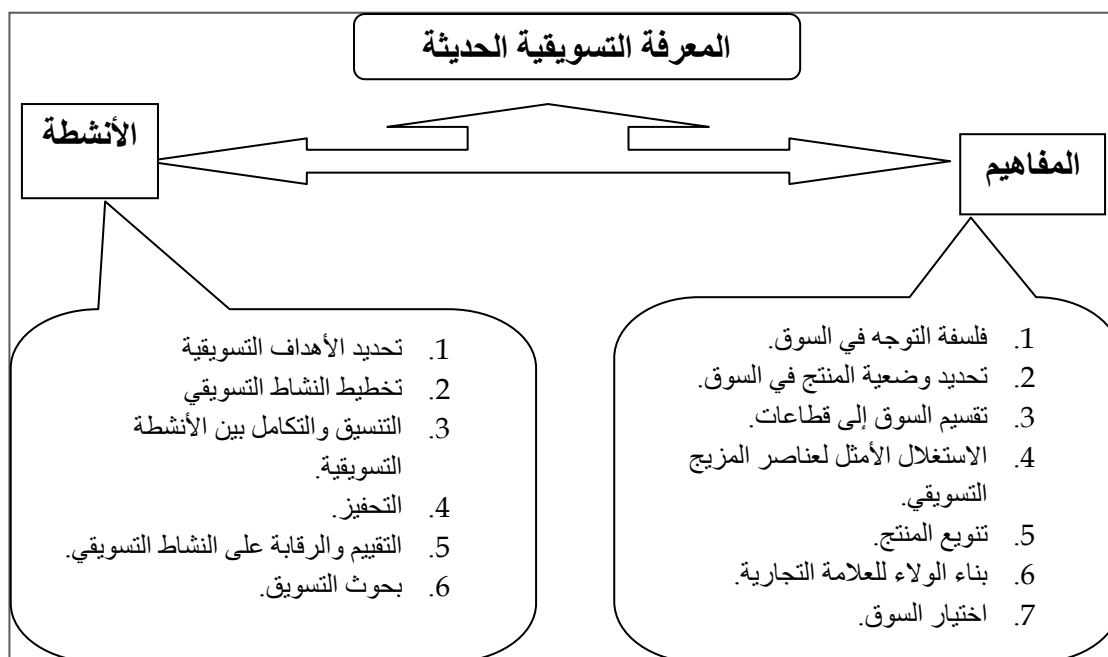 المعرفة التسويقية الحديثة
المفاهيم
الأنشطة
1. فلسفة التوجه في السوق.
2. تحديد وضعية المنتج في السوق.
3. تقسيم السوق إلى قطاعات.
4. الاستغلال الأمثل لعناصر المزيج
التسويقي.
5. تنويع المنتج.
6. بناء الولاء للعلامة التجارية.
7. اختيار السوق.
1. تحديد الأهداف التسويقية
2. تخطيط النشاط التسويقي
3. التنسيق والتكامل بين الأنشطة
التسويقية.
4. التحفيز.
5. التقييم والرقابة على النشاط التسويقي.
6. بحوث التسويق.